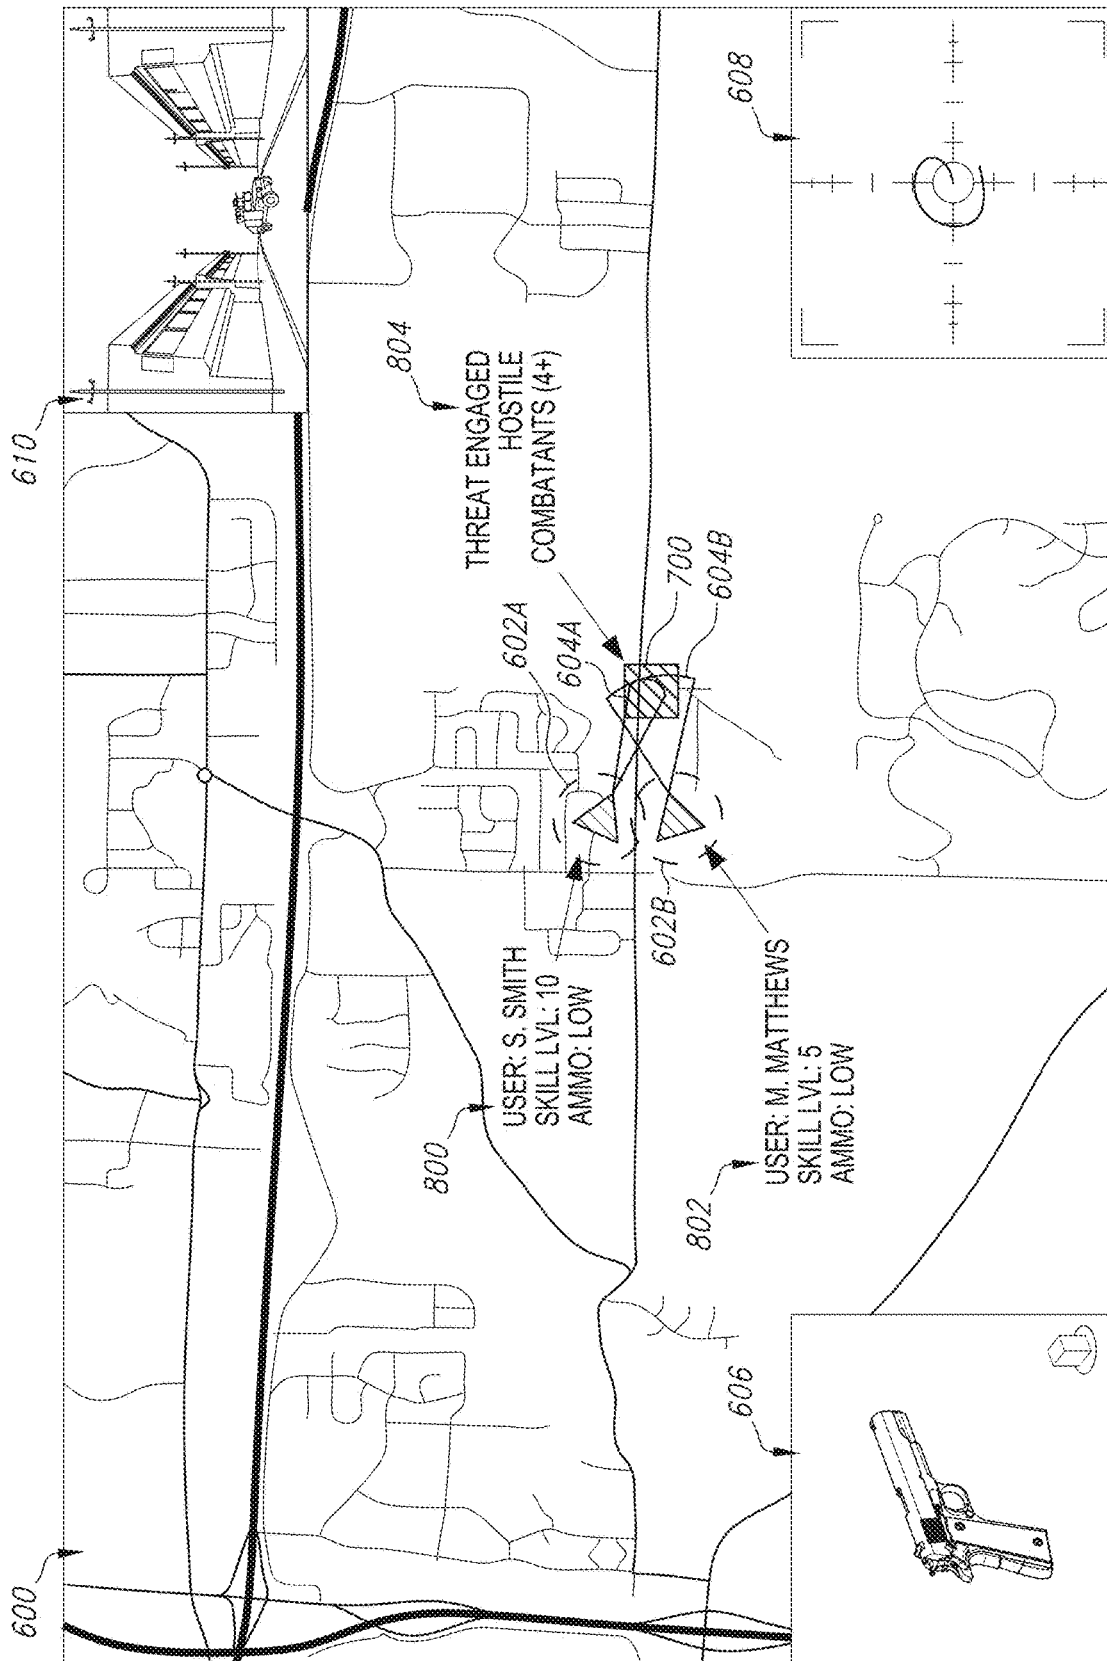 600
610
804
THREAT ENGAGED
HOSTILE
COMBATANTS (4+)
602A
604A
700
604B
800
USER: S. SMITH
SKILL LVL: 10
AMMO: LOW
602B
802
USER: M. MATTHEWS
SKILL LVL: 5
AMMO: LOW
606
608